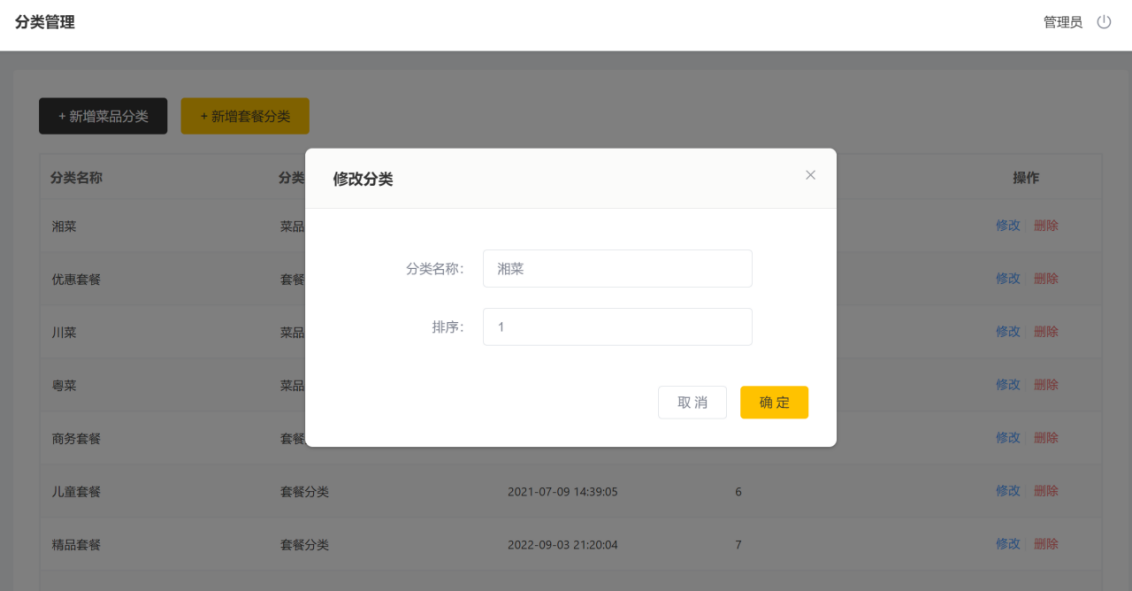 分类管理 管理员
+ 新增菜品分类 + 新增套餐分类
修改分类
分类名称 分类 操作
湘菜 菜品 修改 删除
分类名称: 湘菜
优惠套餐 套餐 修改 删除
排序: 1
川菜 菜品 修改 删除
粤菜 菜品 修改 删除
取 消 确 定
商务套餐 套餐 修改 删除
儿童套餐 套餐分类 2021-07-09 14:39:05 6 修改 删除
精品套餐 套餐分类 2022-09-03 21:20:04 7 修改 删除